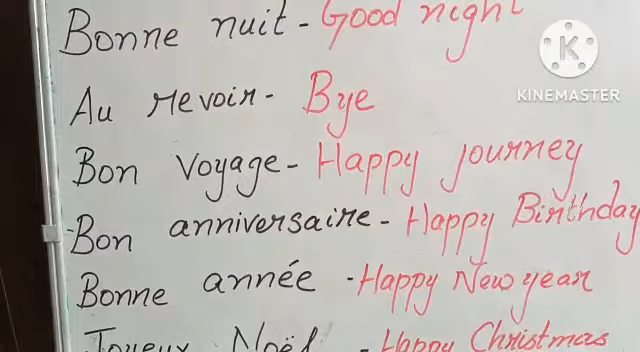 Bonne nuit - Good night
K
KINEMASTER
Au revoir - Bye
Bon voyage - Happy journey
Bon anniversaire - Happy Birthday
Bonne année - Happy New year
Joyeux Noël - Happy Christmas